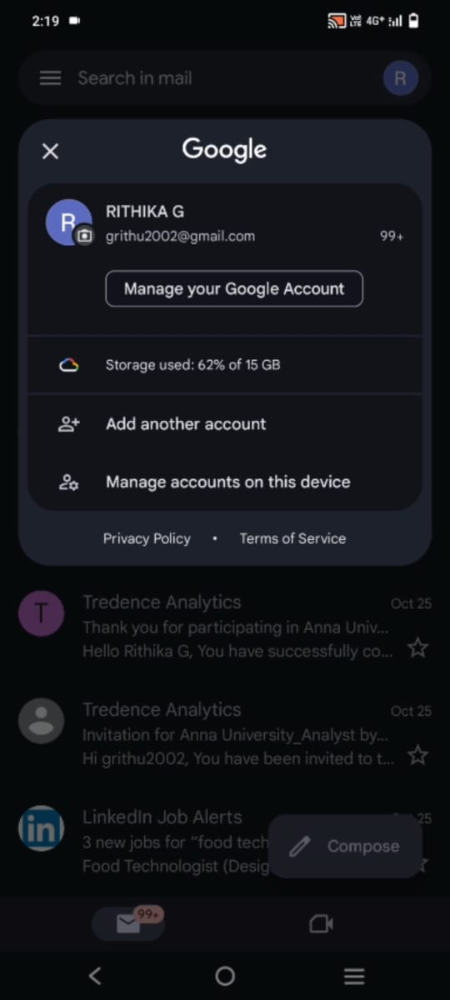 2:19
Vo LTE 4G+
Search in mail
R
Google
R
RITHIKA G
grithu2002@gmail.com
99+
Manage your Google Account
Storage used: 62% of 15 GB
Add another account
Manage accounts on this device
Privacy Policy • Terms of Service
T
Tredence Analytics
Oct 25
Thank you for participating in Anna Univ...
Hello Rithika G, You have successfully co...
Tredence Analytics
Oct 25
Invitation for Anna University_Analyst by...
Hi grithu2002, You have been invited to t...
in
LinkedIn Job Alerts
25
3 new jobs for “food tech
Food Technologist (Desig
Compose
99+